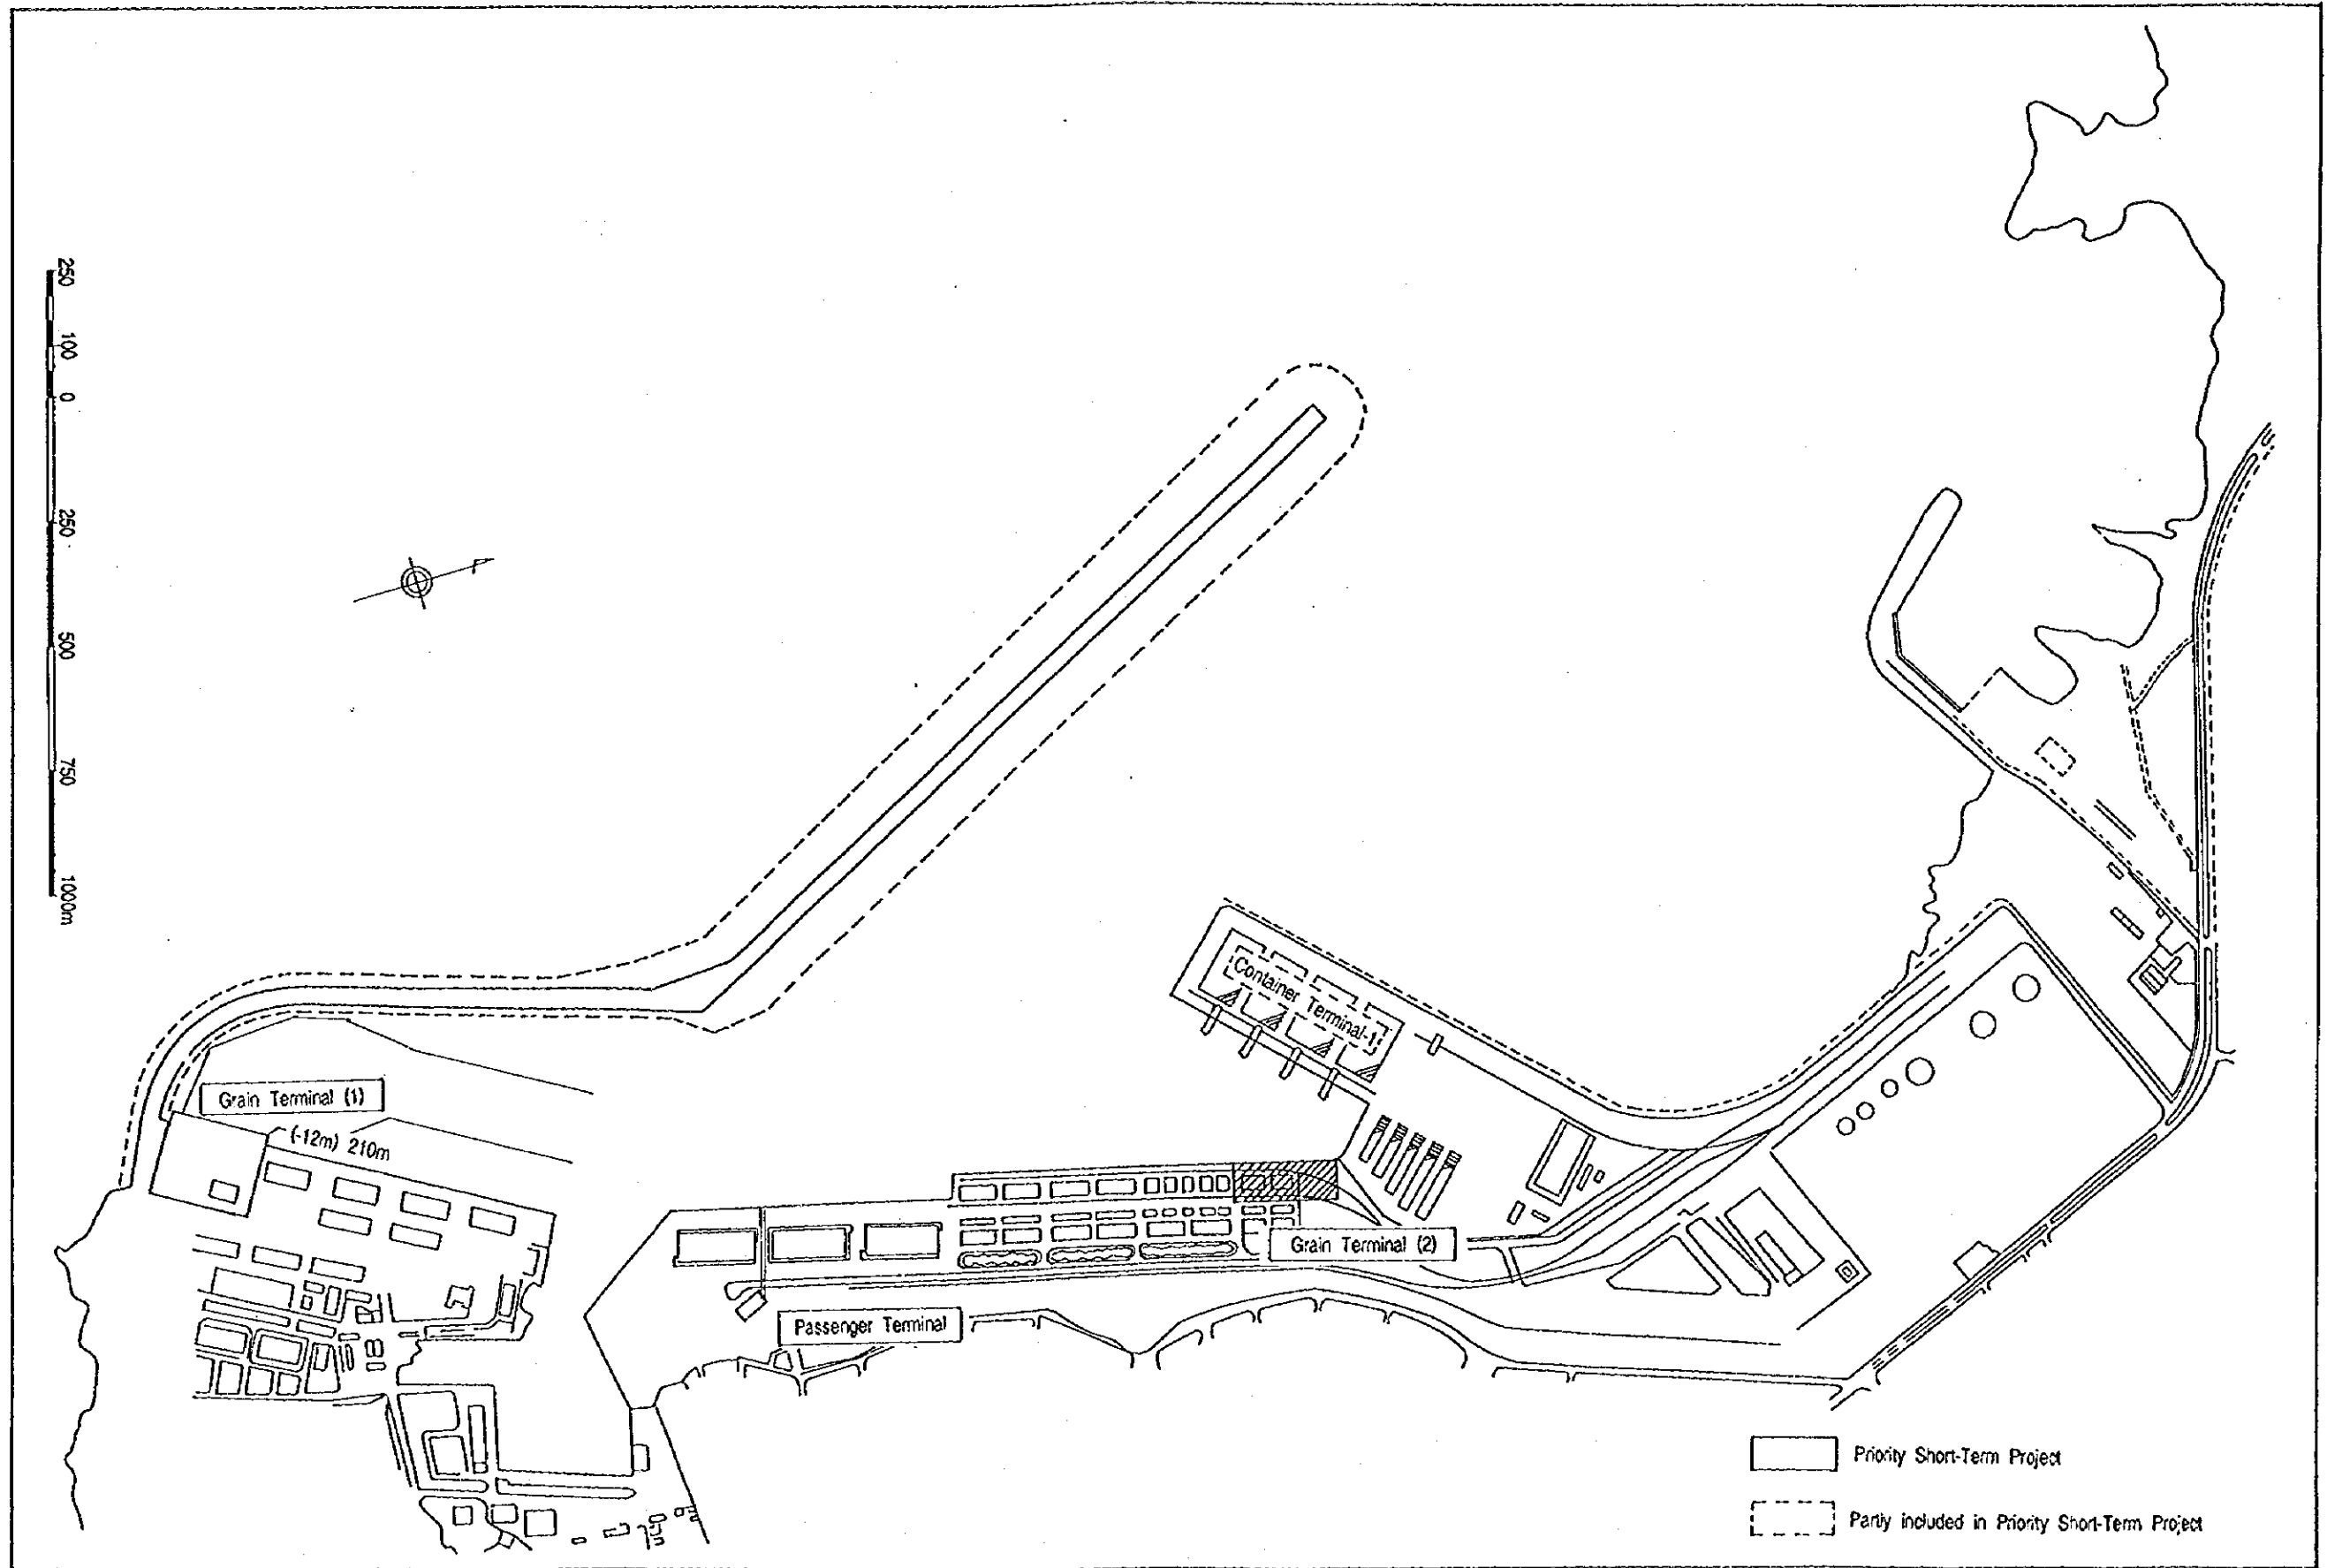 250
100
0
250
500
750
1000m
Container Terminal-1
Grain Terminal (1)
(-12m) 210m
Grain Terminal (2)
Passenger Terminal
Priority Short-Term Project
Partly included in Priority Short-Term Project